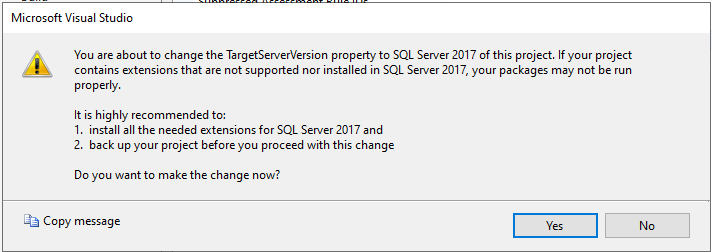 Microsoft Visual Studio
You are about to change the TargetServerVersion property to SQL Server 2017 of this project. If your project
contains extensions that are not supported nor installed in SQL Server 2017, your packages may not be run
properly.
It is highly recommended to:
1. install all the needed extensions for SQL Server 2017 and
2. back up your project before you proceed with this change
Do you want to make the change now?
Copy message
Yes
No